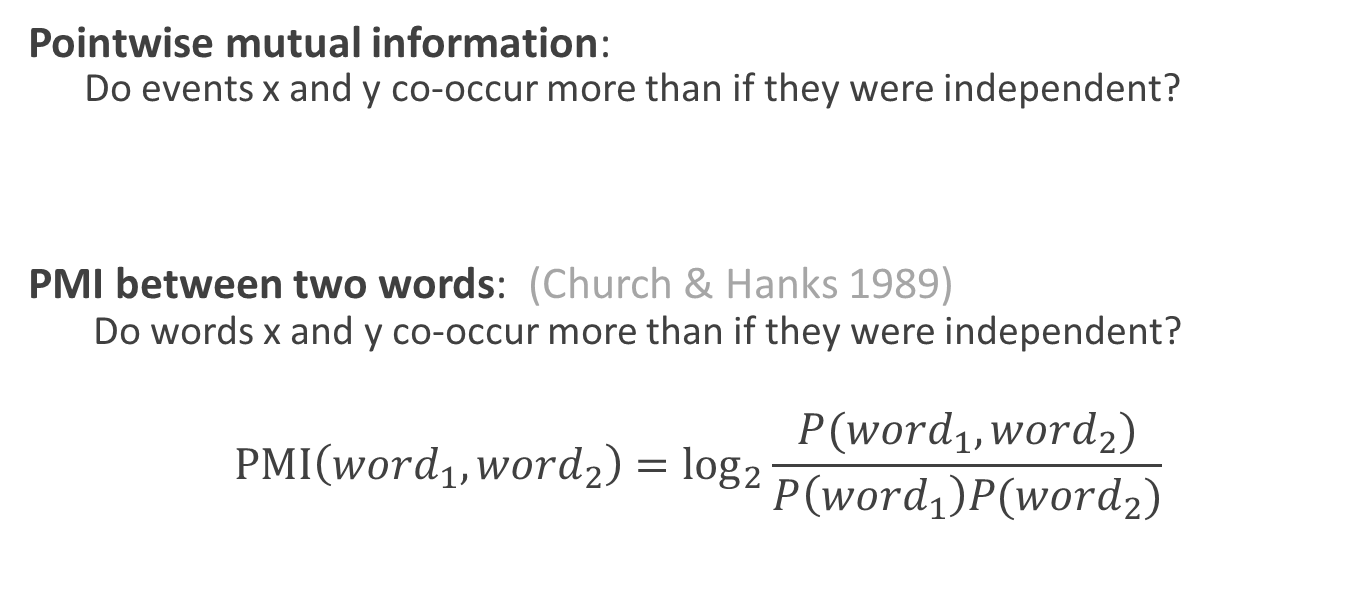 Pointwise mutual information:
Do events x and y co-occur more than if they were independent?
PMI between two words: (Church & Hanks 1989)
Do words x and y co-occur more than if they were independent?
PMI(word₁, word₂) = log₂ P(word₁, word₂) / P(word₁)P(word₂)